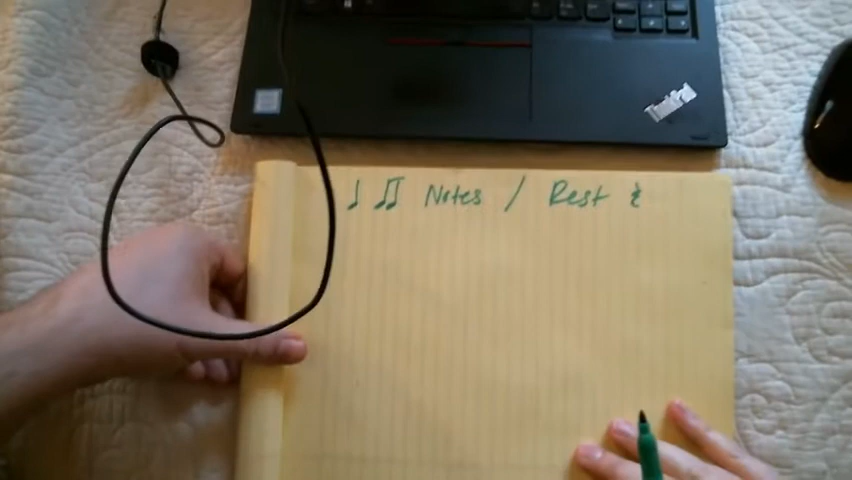 ♩ ♫ Notes / Rest 𝄽